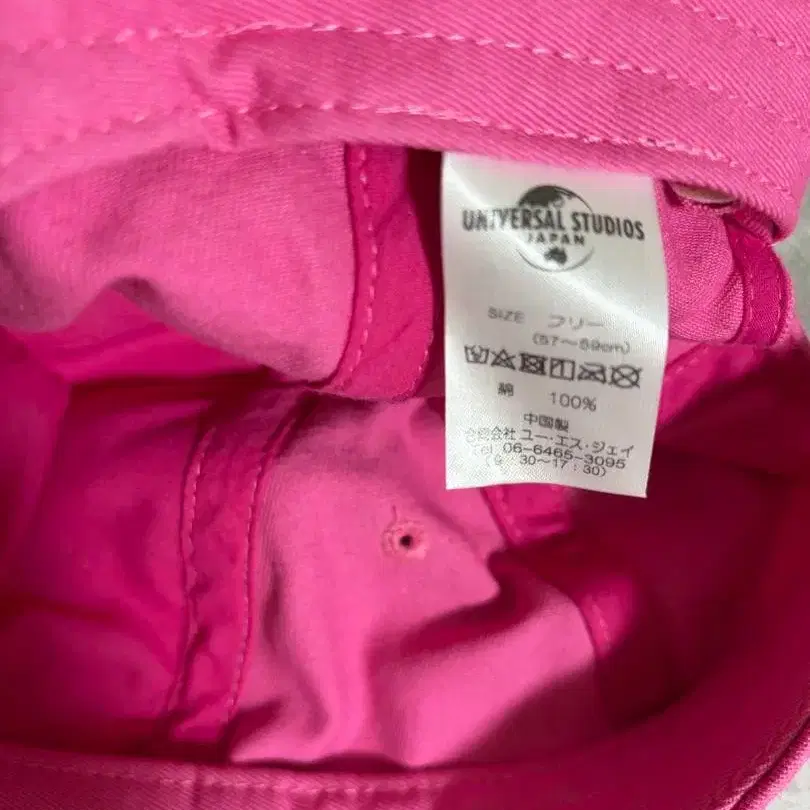 UNIVERSAL STUDIOS
JAPAN
SIZE フリー
(57～59cm)
綿 100%
中国製
合同会社 ユー・エス・ジェイ
tel 06-6465-3095
(9:30～17:30)